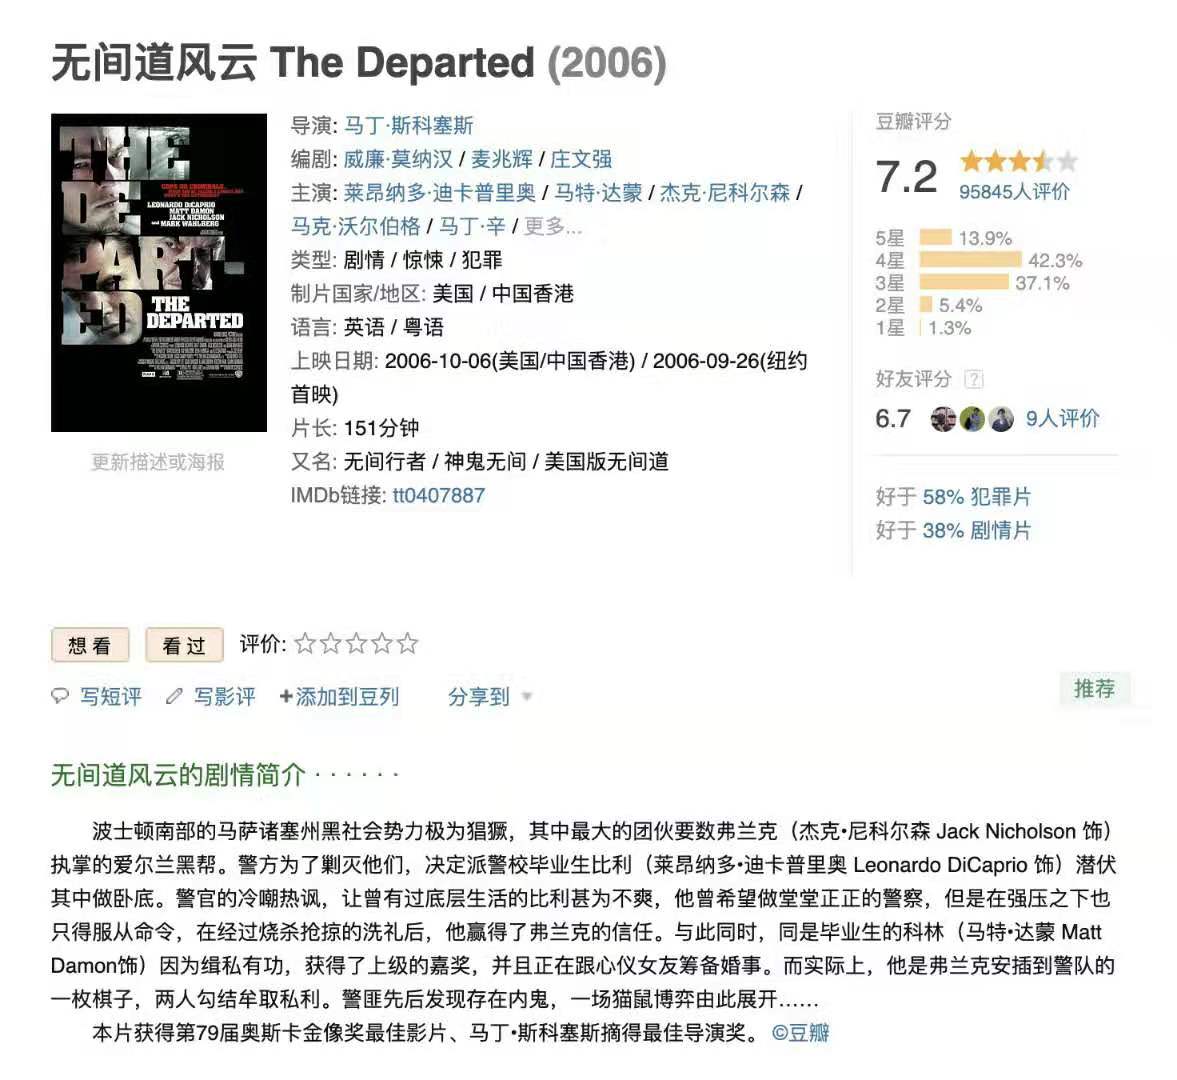 无间道风云 The Departed (2006)
THE
DE
PART-
ED
COPS OR CRIMINALS.
LEONARDO DiCAPRIO
MATT DAMON
JACK NICHOLSON
and MARK WAHLBERG
THE
DEPARTED
更新描述或海报
导演: 马丁·斯科塞斯
编剧: 威廉·莫纳汉 / 麦兆辉 / 庄文强
主演: 莱昂纳多·迪卡普里奥 / 马特·达蒙 / 杰克·尼科尔森 /
马克·沃尔伯格 / 马丁·辛 / 更多...
类型: 剧情 / 惊悚 / 犯罪
制片国家/地区: 美国 / 中国香港
语言: 英语 / 粤语
上映日期: 2006-10-06(美国/中国香港) / 2006-09-26(纽约
首映)
片长: 151分钟
又名: 无间行者 / 神鬼无间 / 美国版无间道
IMDb链接: tt0407887
豆瓣评分
7.2
95845人评价
5星 13.9%
4星 42.3%
3星 37.1%
2星 5.4%
1星 1.3%
好友评分 ?
6.7 9人评价
好于 58% 犯罪片
好于 38% 剧情片
想看 看过 评价:
写短评 写影评 +添加到豆列 分享到
推荐
无间道风云的剧情简介 · · · · · ·
波士顿南部的马萨诸塞州黑社会势力极为猖獗，其中最大的团伙要数弗兰克（杰克•尼科尔森 Jack Nicholson 饰）
执掌的爱尔兰黑帮。警方为了剿灭他们，决定派警校毕业生比利（莱昂纳多•迪卡普里奥 Leonardo DiCaprio 饰）潜伏
其中做卧底。警官的冷嘲热讽，让曾有过底层生活的比利甚为不爽，他曾希望做堂堂正正的警察，但是在强压之下也
只得服从命令，在经过烧杀抢掠的洗礼后，他赢得了弗兰克的信任。与此同时，同是毕业生的科林（马特•达蒙 Matt
Damon饰）因为缉私有功，获得了上级的嘉奖，并且正在跟心仪女友筹备婚事。而实际上，他是弗兰克安插到警队的
一枚棋子，两人勾结牟取私利。警匪先后发现存在内鬼，一场猫鼠博弈由此展开……
本片获得第79届奥斯卡金像奖最佳影片、马丁•斯科塞斯摘得最佳导演奖。 ©豆瓣